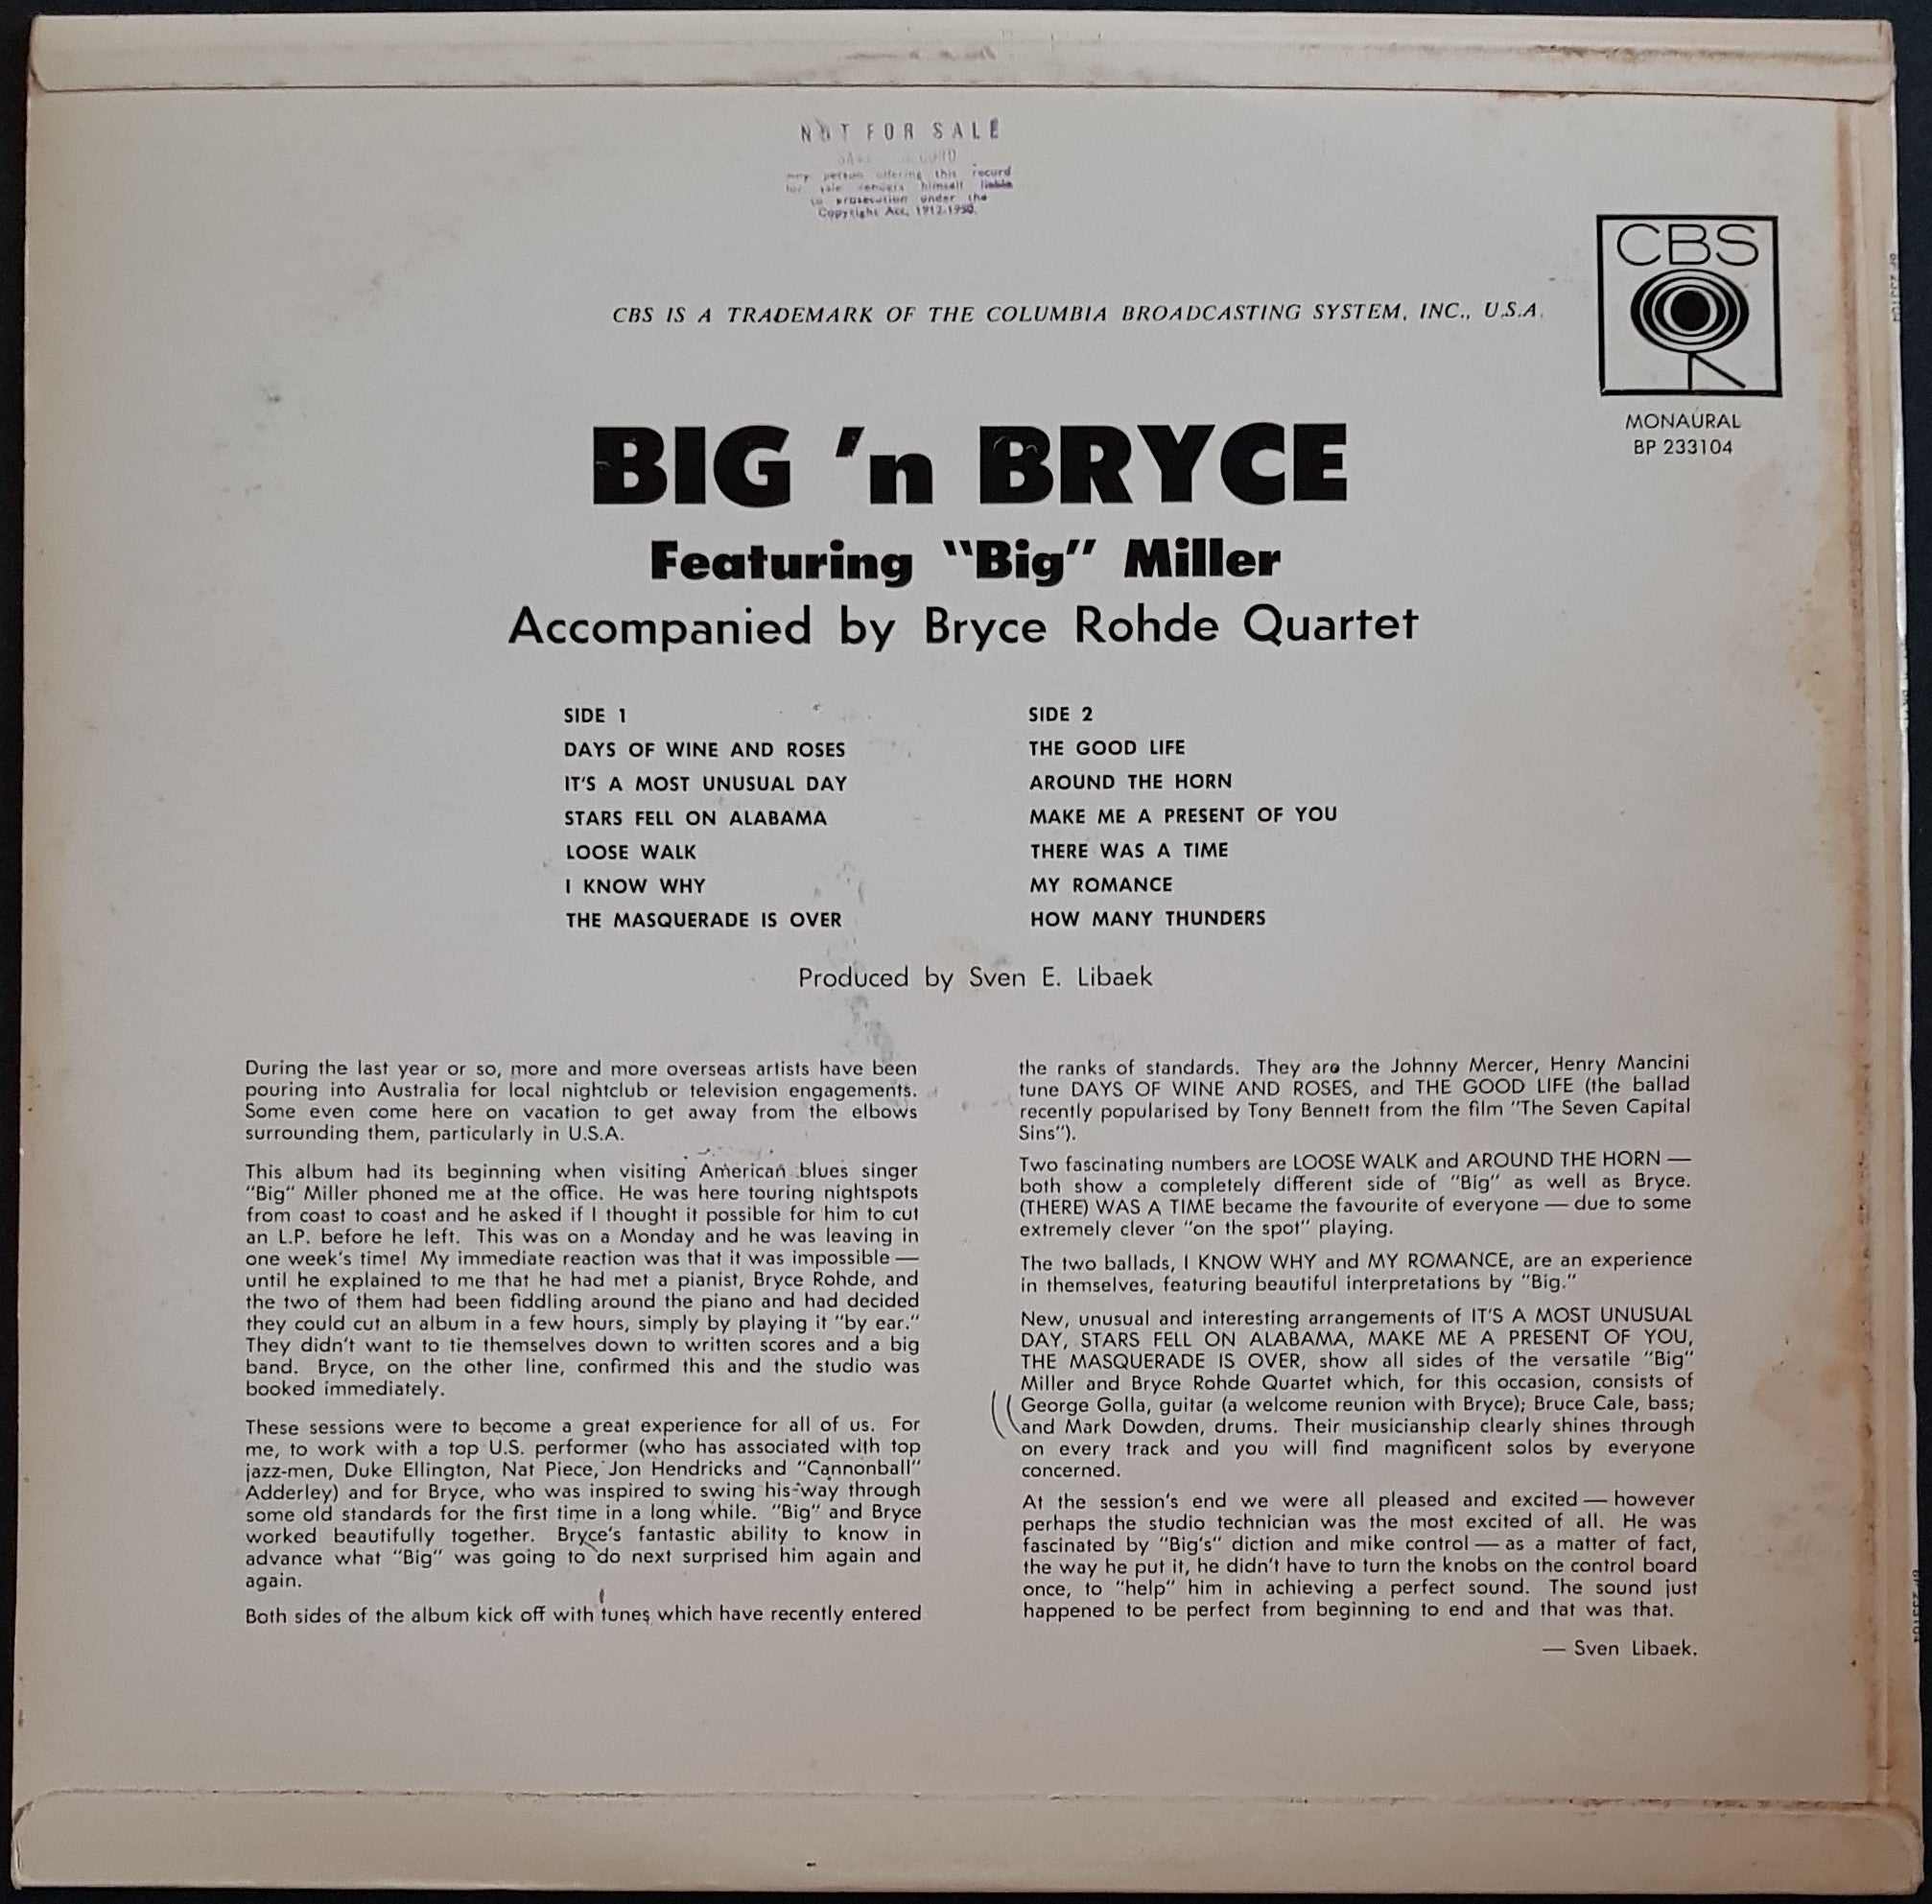 NOT FOR SALE
any person offering this record
for sale renders himself liable
to prosecution under the
Copyright Act, 1912-1950.
CBS
CBS IS A TRADEMARK OF THE COLUMBIA BROADCASTING SYSTEM, INC., U.S.A.
MONAURAL
BP 233104
BIG 'n BRYCE
Featuring "Big" Miller
Accompanied by Bryce Rohde Quartet
SIDE 1
DAYS OF WINE AND ROSES
IT'S A MOST UNUSUAL DAY
STARS FELL ON ALABAMA
LOOSE WALK
I KNOW WHY
THE MASQUERADE IS OVER
SIDE 2
THE GOOD LIFE
AROUND THE HORN
MAKE ME A PRESENT OF YOU
THERE WAS A TIME
MY ROMANCE
HOW MANY THUNDERS
Produced by Sven E. Libaek
During the last year or so, more and more overseas artists have been
pouring into Australia for local nightclub or television engagements.
Some even come here on vacation to get away from the elbows
surrounding them, particularly in U.S.A.
This album had its beginning when visiting American blues singer
"Big" Miller phoned me at the office. He was here touring nightspots
from coast to coast and he asked if I thought it possible for him to cut
an L.P. before he left. This was on a Monday and he was leaving in
one week's time! My immediate reaction was that it was impossible —
until he explained to me that he had met a pianist, Bryce Rohde, and
the two of them had been fiddling around the piano and had decided
they could cut an album in a few hours, simply by playing it "by ear."
They didn't want to tie themselves down to written scores and a big
band. Bryce, on the other line, confirmed this and the studio was
booked immediately.
These sessions were to become a great experience for all of us. For
me, to work with a top U.S. performer (who has associated with top
jazz-men, Duke Ellington, Nat Piece, Jon Hendricks and "Cannonball"
Adderley) and for Bryce, who was inspired to swing his way through
some old standards for the first time in a long while. "Big" and Bryce
worked beautifully together. Bryce's fantastic ability to know in
advance what "Big" was going to do next surprised him again and
again.
Both sides of the album kick off with tunes which have recently entered
the ranks of standards. They are the Johnny Mercer, Henry Mancini
tune DAYS OF WINE AND ROSES, and THE GOOD LIFE (the ballad
recently popularised by Tony Bennett from the film "The Seven Capital
Sins").
Two fascinating numbers are LOOSE WALK and AROUND THE HORN —
both show a completely different side of "Big" as well as Bryce.
(THERE) WAS A TIME became the favourite of everyone — due to some
extremely clever "on the spot" playing.
The two ballads, I KNOW WHY and MY ROMANCE, are an experience
in themselves, featuring beautiful interpretations by "Big."
New, unusual and interesting arrangements of IT'S A MOST UNUSUAL
DAY, STARS FELL ON ALABAMA, MAKE ME A PRESENT OF YOU,
THE MASQUERADE IS OVER, show all sides of the versatile "Big"
Miller and Bryce Rohde Quartet which, for this occasion, consists of
George Golla, guitar (a welcome reunion with Bryce); Bruce Cale, bass;
and Mark Dowden, drums. Their musicianship clearly shines through
on every track and you will find magnificent solos by everyone
concerned.
At the session's end we were all pleased and excited — however
perhaps the studio technician was the most excited of all. He was
fascinated by "Big's" diction and mike control — as a matter of fact,
the way he put it, he didn't have to turn the knobs on the control board
once, to "help" him in achieving a perfect sound. The sound just
happened to be perfect from beginning to end and that was that.
— Sven Libaek.